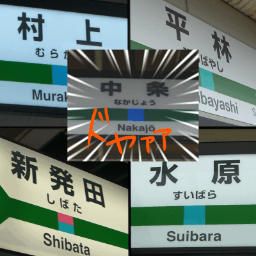 村上
むらか
Murak
平林
ばやし
bayashi
中条
なかじょう
Nakajō
ドヤァァ
新発田
しばた
Shibata
水原
すいばら
Suibara